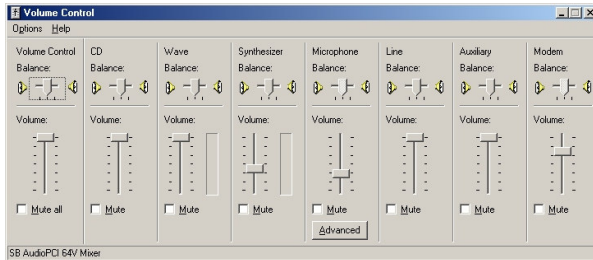 Volume Control
Options Help
Volume Control CD Wave Synthesizer Microphone Line Auxiliary Modem
Balance: Balance: Balance: Balance: Balance: Balance: Balance: Balance:
Volume: Volume: Volume: Volume: Volume: Volume: Volume: Volume:
Mute all Mute Mute Mute Mute Mute Mute Mute
Advanced
SB AudioPCI 64V Mixer